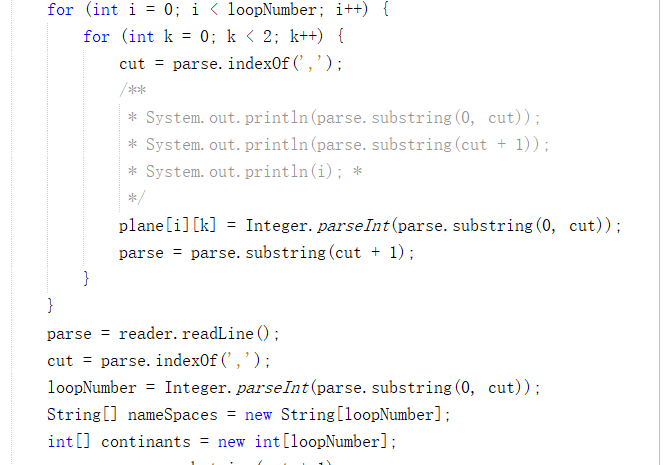 for (int i = 0; i < loopNumber; i++) {
for (int k = 0; k < 2; k++) {
cut = parse.indexOf(',');
/**
* System.out.println(parse.substring(0, cut));
* System.out.println(parse.substring(cut + 1));
* System.out.println(i); *
*/
plane[i][k] = Integer.parseInt(parse.substring(0, cut));
parse = parse.substring(cut + 1);
}
}
parse = reader.readLine();
cut = parse.indexOf(',');
loopNumber = Integer.parseInt(parse.substring(0, cut));
String[] nameSpaces = new String[loopNumber];
int[] continants = new int[loopNumber];